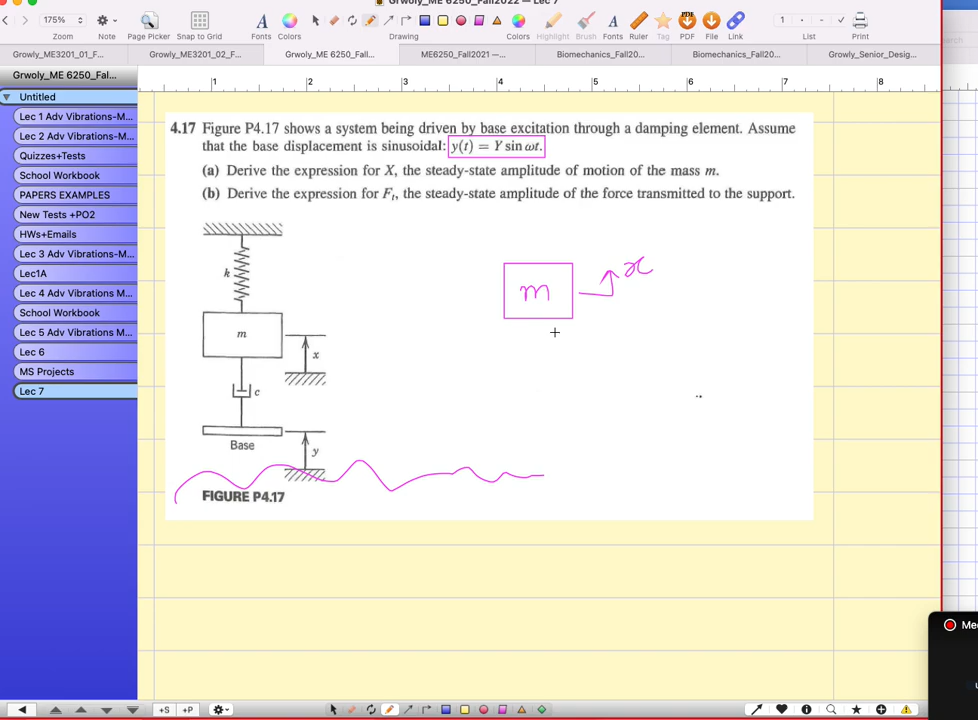 Grwoly_ME 6250_Fall2022 — Lec 7
175%
1
Zoom
Note
Page Picker
Snap to Grid
Fonts
Colors
Drawing
Colors
Highlight
Brush
Fonts
Ruler
Tag
PDF
Fill
Link
List
Print
Growly_ME3201_01_F...
Growly_ME3201_02_F...
Grwoly_ME 6250_Fal...
ME6250_Fall2021 —...
Biomechanics_Fall20...
Biomechanics_Fall20...
Growly_Senior_Desig...
Grwoly_ME 6250_Fal...
1 2 3 4 5 6 7 8
Untitled
Lec 1 Adv Vibrations-M...
Lec 2 Adv Vibrations-M...
Quizzes+Tests
School Workbook
PAPERS EXAMPLES
New Tests +PO2
HWs+Emails
Lec 3 Adv Vibrations-M...
Lec1A
Lec 4 Adv Vibrations-M...
School Workbook
Lec 5 Adv Vibrations-M...
Lec 6
MS Projects
Lec 7
4.17 Figure P4.17 shows a system being driven by base excitation through a damping element. Assume
that the base displacement is sinusoidal: y(t) = Y sin ωt.
(a) Derive the expression for X, the steady-state amplitude of motion of the mass m.
(b) Derive the expression for Ft, the steady-state amplitude of the force transmitted to the support.
k
m
x
c
Base
y
FIGURE P4.17
m
x
+S
+P